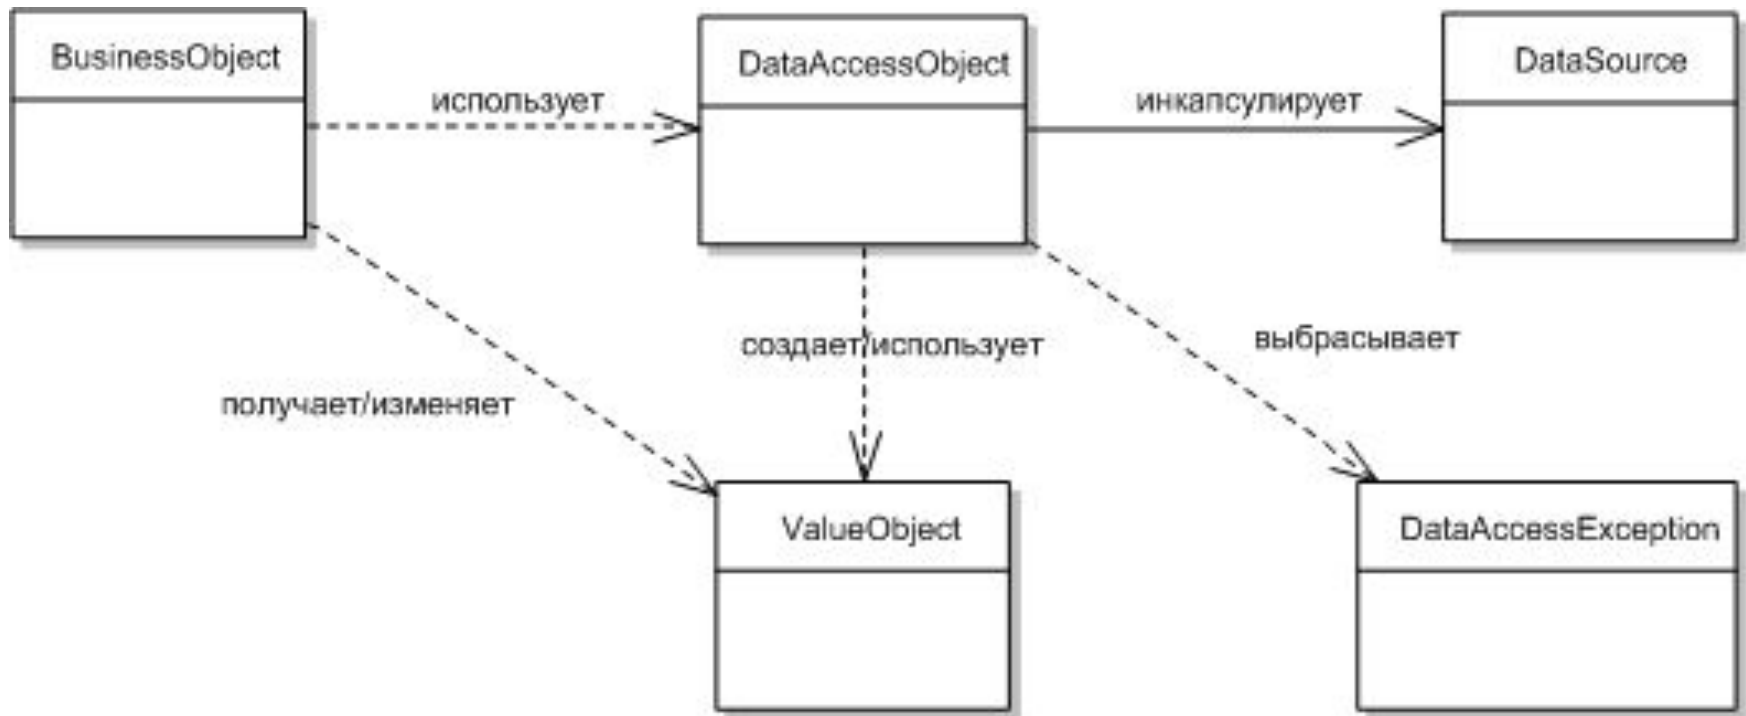 BusinessObject
DataAccessObject
DataSource
использует
инкапсулирует
создает/использует
выбрасывает
получает/изменяет
ValueObject
DataAccessException